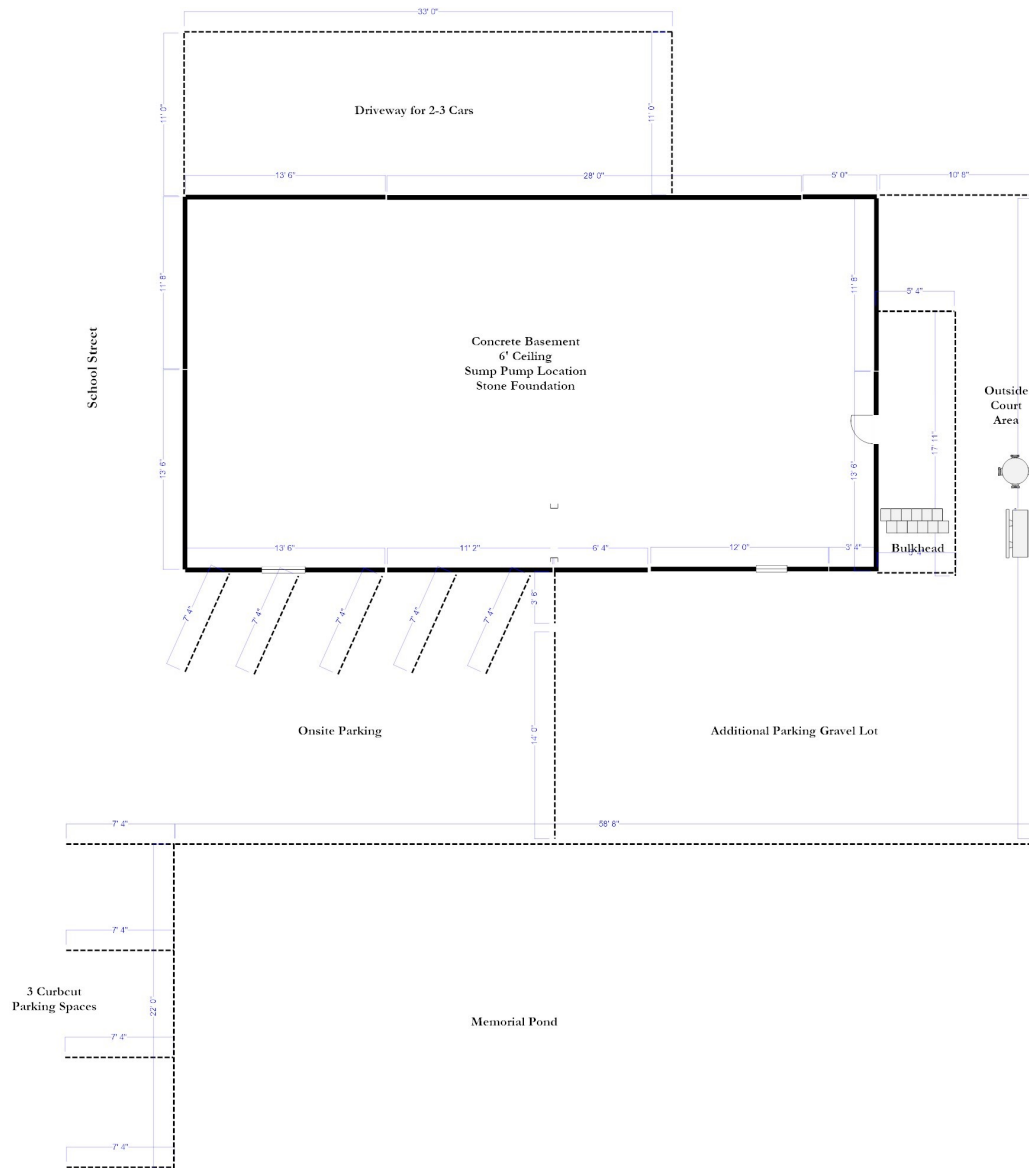 33' 0"
11' 0"
11' 0"
Driveway for 2-3 Cars
13' 6"
28' 0"
5' 0"
10' 8"
11' 8"
11' 8"
5' 4"
School Street
Concrete Basement
6' Ceiling
Sump Pump Location
Stone Foundation
Outside
Court
Area
17' 11"
13' 6"
13' 6"
13' 6"
11' 2"
6' 4"
12' 0"
3' 4"
Bulkhead
7' 4"
7' 4"
7' 4"
7' 4"
7' 4"
3' 6"
Onsite Parking
14' 0"
Additional Parking Gravel Lot
7' 4"
7' 4"
3 Curbcut
Parking Spaces
22' 0"
Memorial Pond
7' 4"
7' 4"